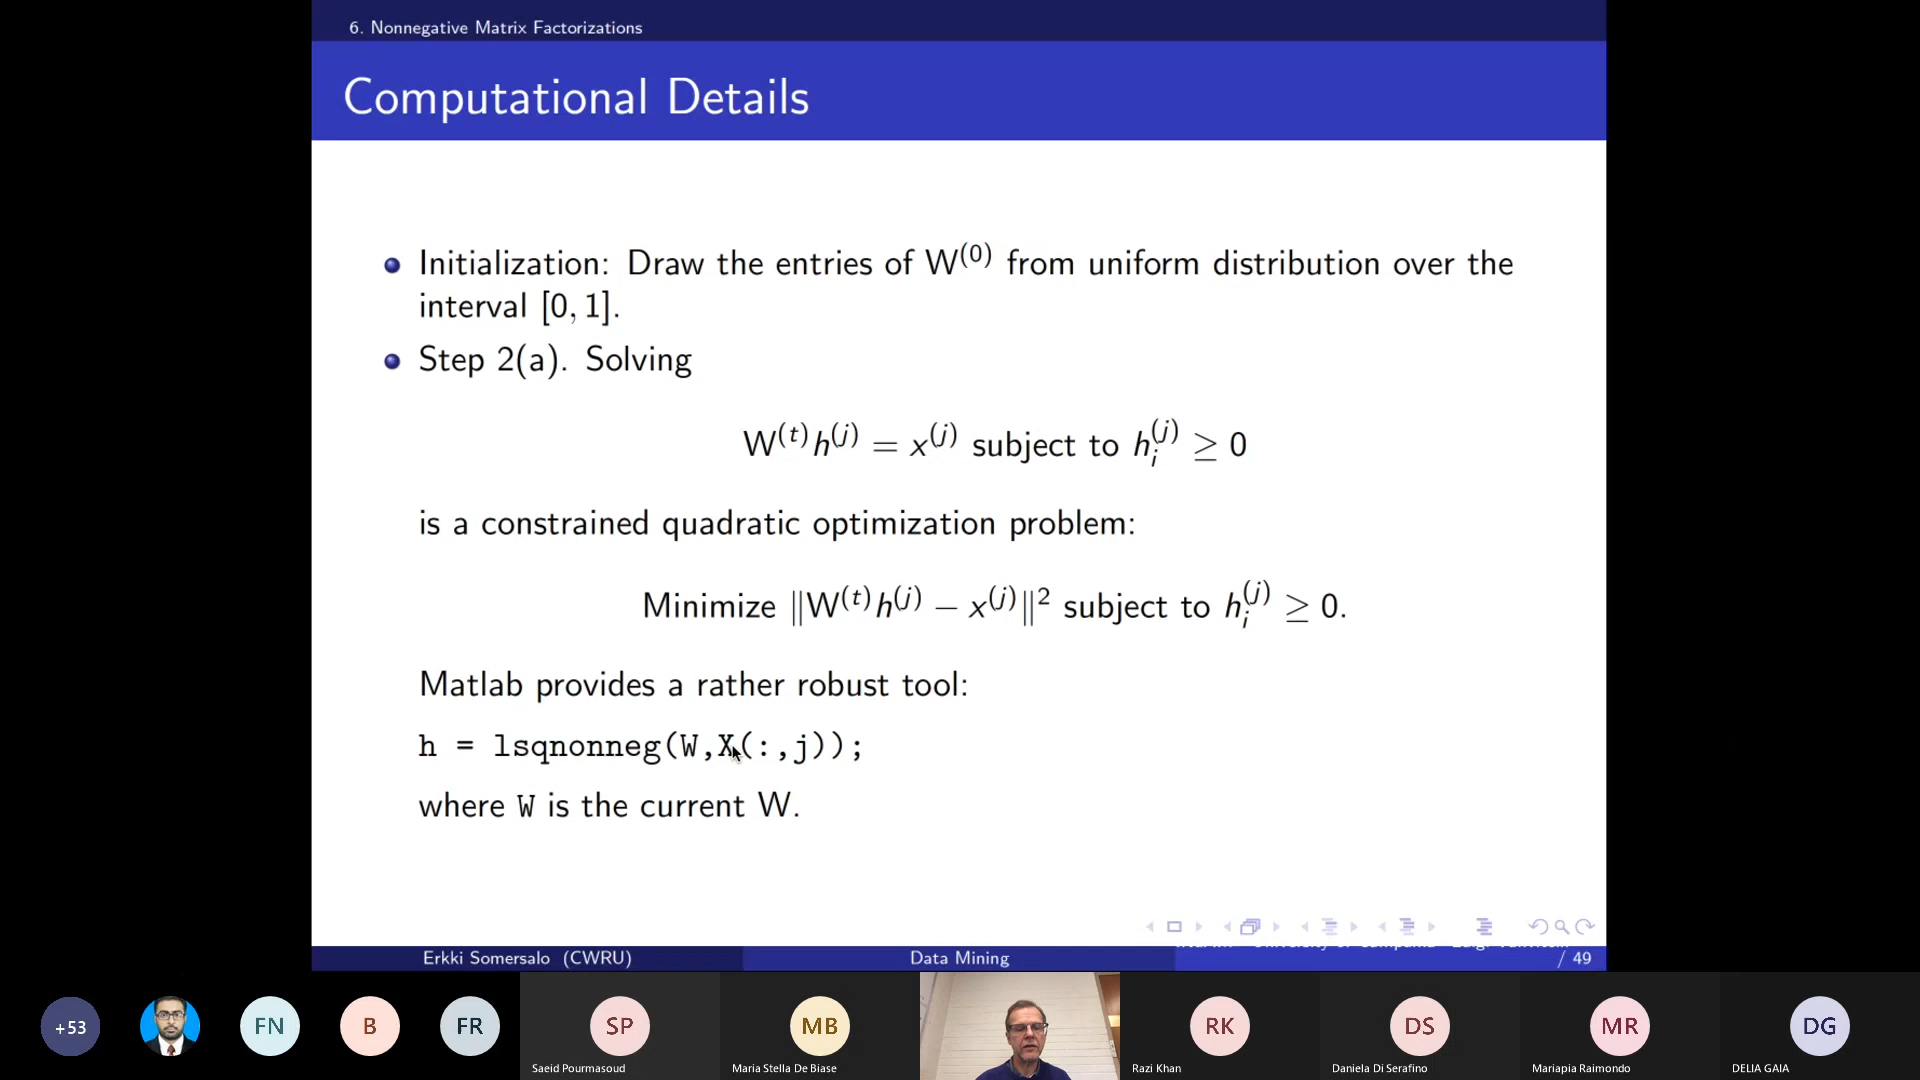 6. Nonnegative Matrix Factorizations
Computational Details
Initialization: Draw the entries of W^(0) from uniform distribution over the
interval [0, 1].
Step 2(a). Solving
W^(t) h^(j) = x^(j) subject to h_i^(j) ≥ 0
is a constrained quadratic optimization problem:
Minimize ‖W^(t) h^(j) − x^(j)‖² subject to h_i^(j) ≥ 0.
Matlab provides a rather robust tool:
h = lsqnonneg(W,X(:,j));
where W is the current W.
Erkki Somersalo (CWRU)
Data Mining
/ 49
+53
FN
B
FR
SP
MB
RK
DS
MR
DG
Saeid Pourmasoud
Maria Stella De Biase
Razi Khan
Daniela Di Serafino
Mariapia Raimondo
DELIA GAIA